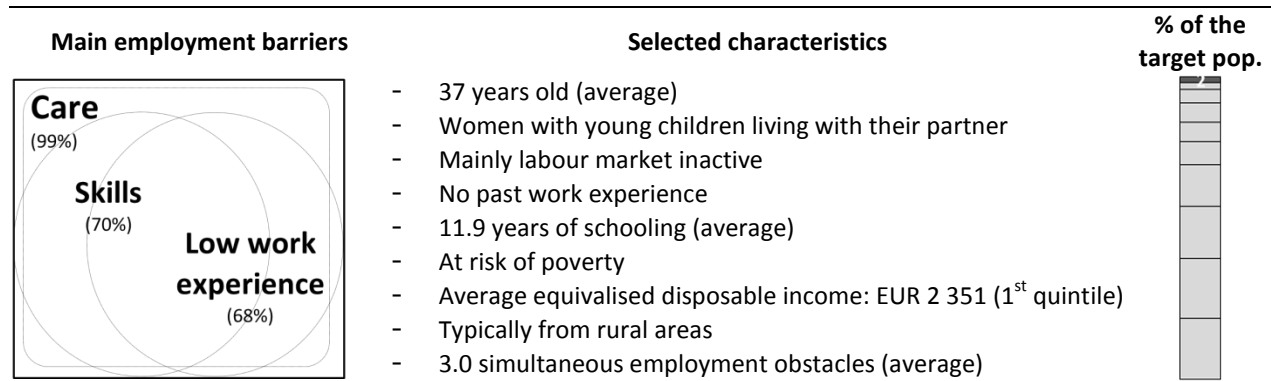 Main employment barriers
Selected characteristics
% of the
target pop.
Care
(99%)
Skills
(70%)
Low work
experience
(68%)
- 37 years old (average)
- Women with young children living with their partner
- Mainly labour market inactive
- No past work experience
- 11.9 years of schooling (average)
- At risk of poverty
- Average equivalised disposable income: EUR 2 351 (1st quintile)
- Typically from rural areas
- 3.0 simultaneous employment obstacles (average)
2